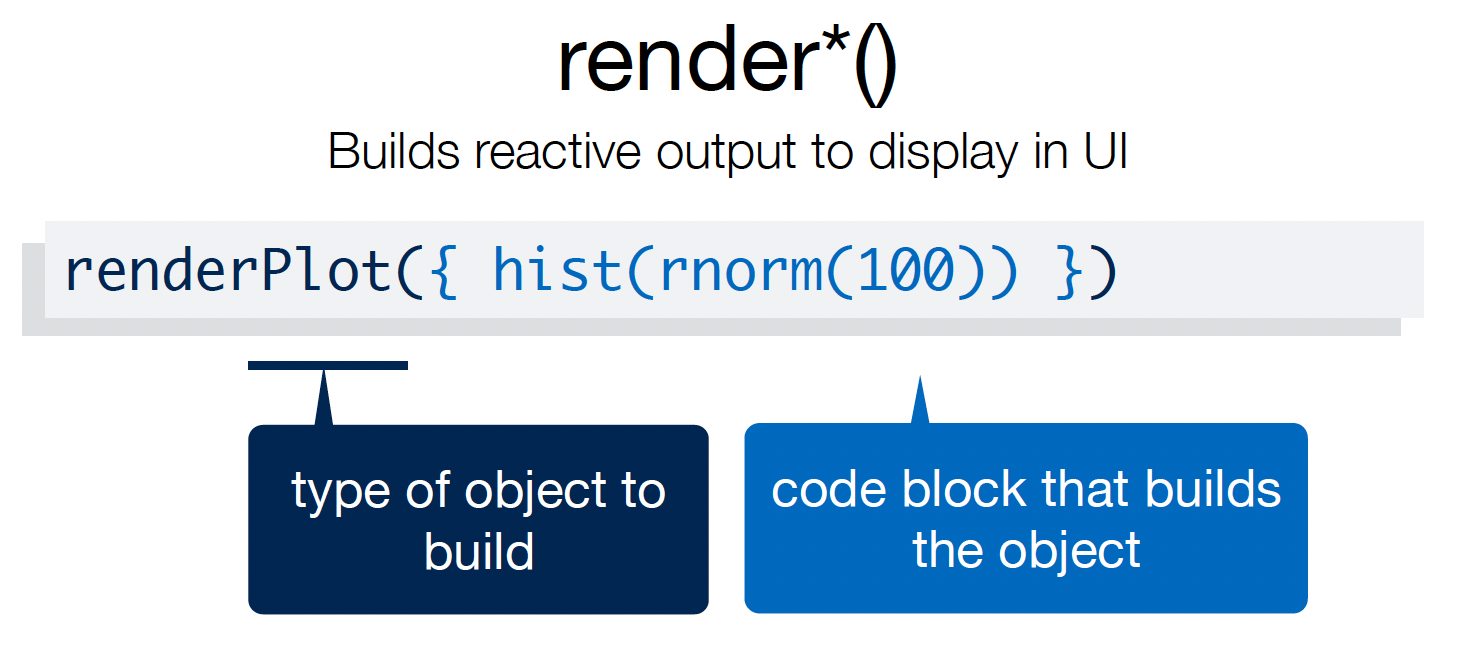 render*()
Builds reactive output to display in UI
renderPlot({ hist(rnorm(100)) })
type of object to
build
code block that builds
the object